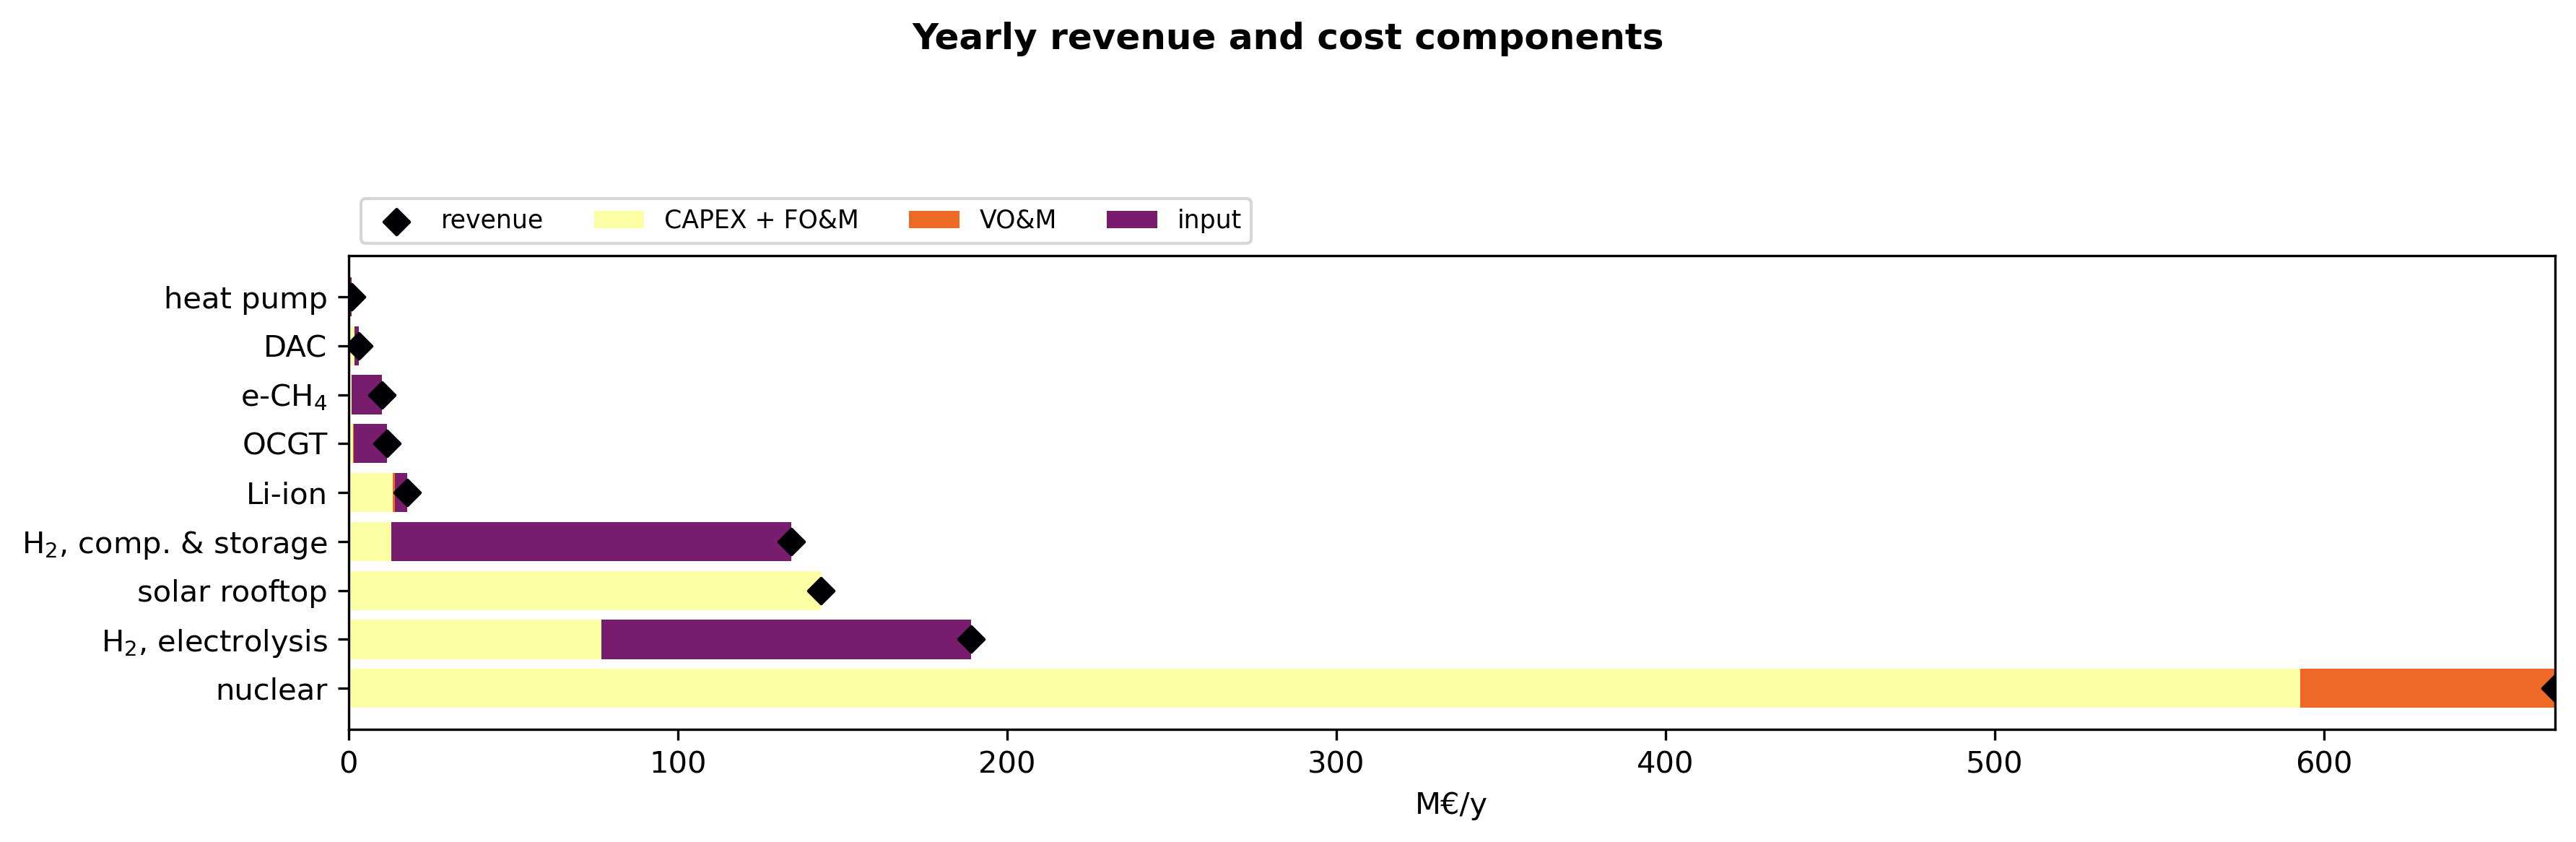 Yearly revenue and cost components
revenue CAPEX + FO&M VO&M input
heat pump
DAC
e-CH₄
OCGT
Li-ion
H₂, comp. & storage
solar rooftop
H₂, electrolysis
nuclear
0 100 200 300 400 500 600
M€/y